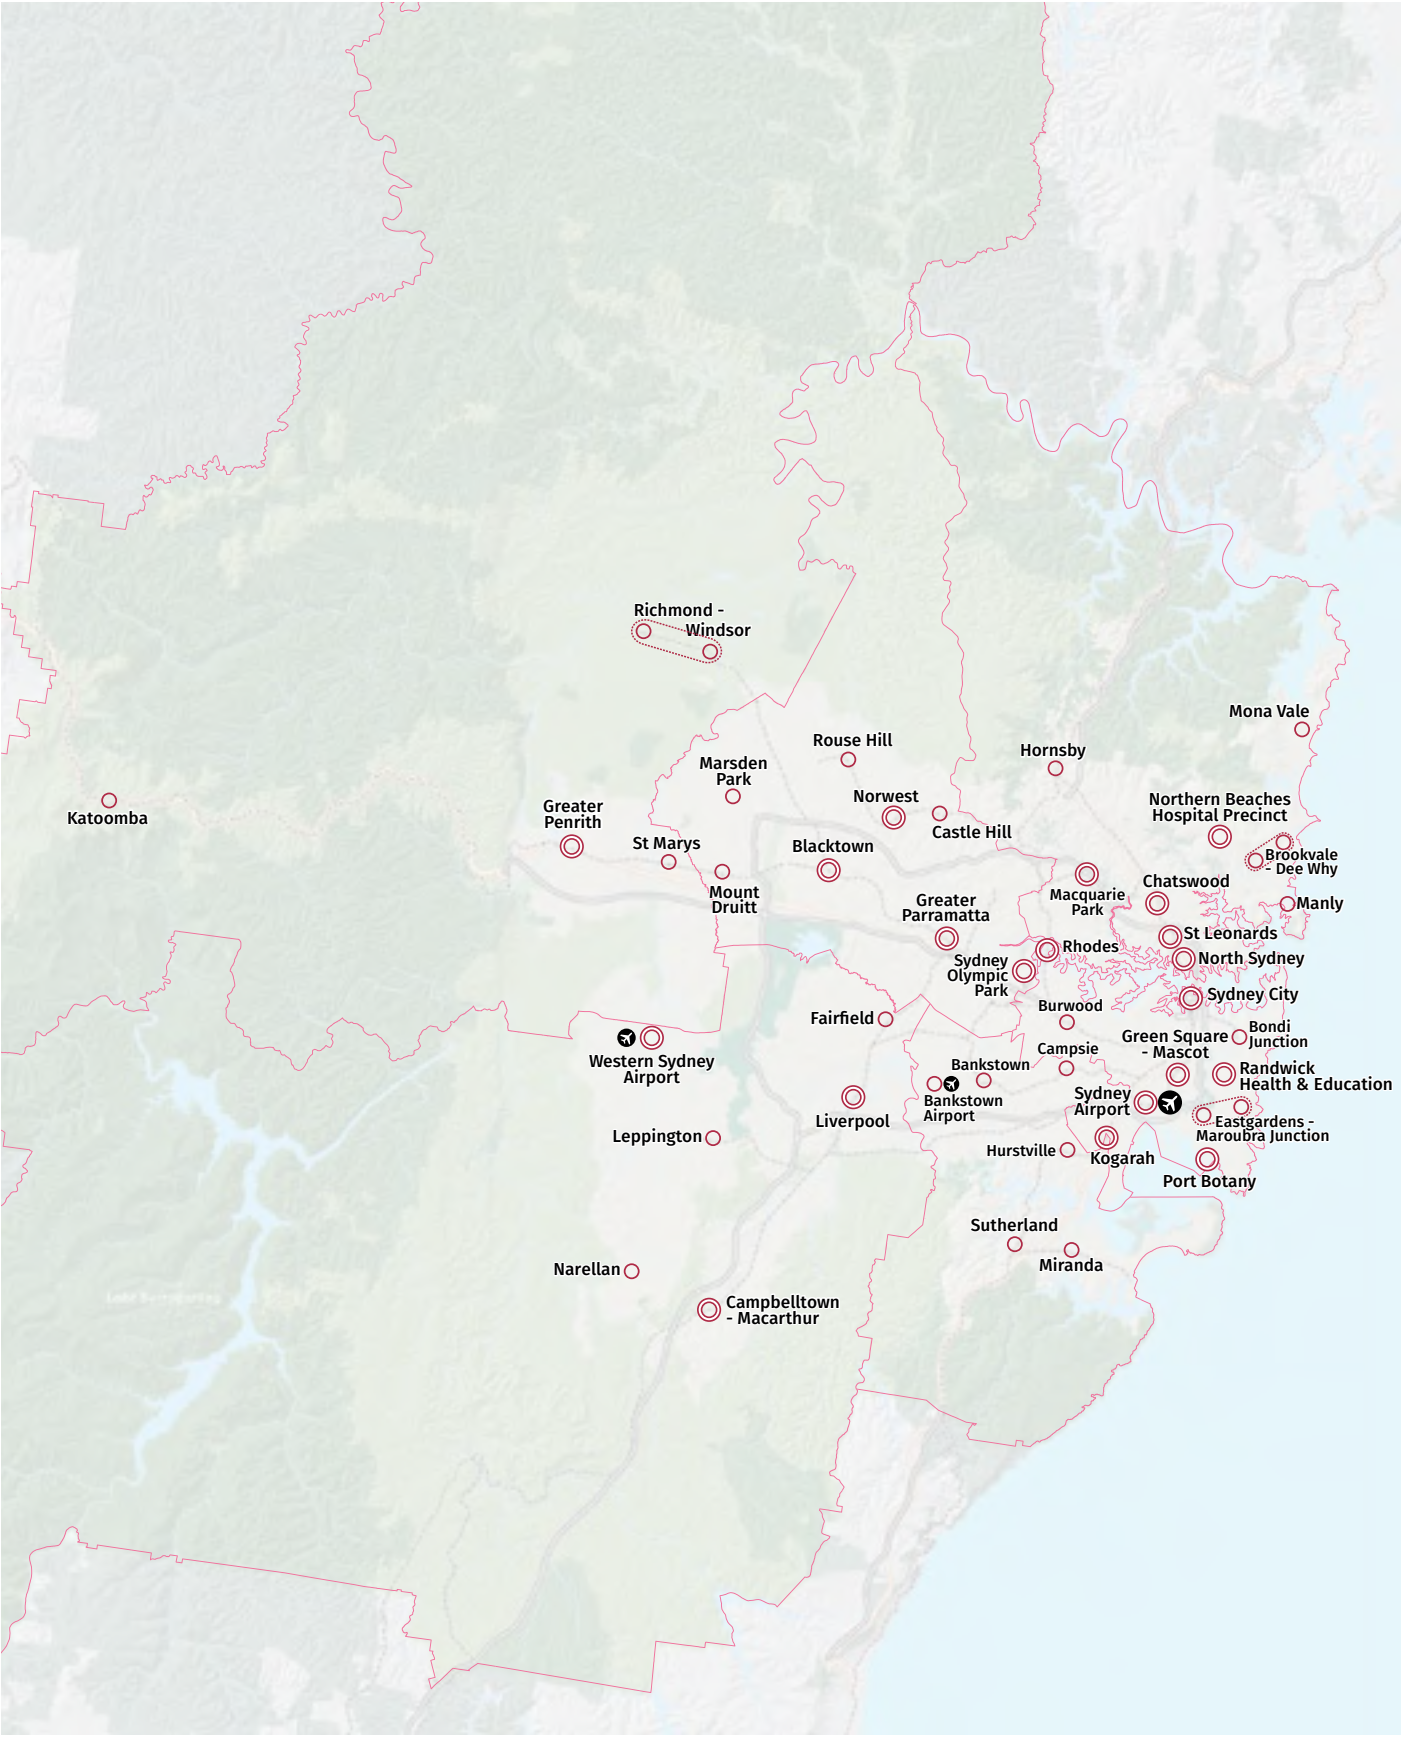 Richmond -
Windsor
Mona Vale
Rouse Hill
Hornsby
Marsden
Park
Katoomba
Greater
Penrith
Norwest
Northern Beaches
Hospital Precinct
Castle Hill
St Marys
Blacktown
Brookvale
- Dee Why
Mount
Druitt
Macquarie
Park
Chatswood
Greater
Parramatta
Manly
St Leonards
Rhodes
North Sydney
Sydney
Olympic
Park
Sydney City
Burwood
Fairfield
Bondi
Junction
Green Square
- Mascot
Western Sydney
Airport
Campsie
Bankstown
Randwick
Health & Education
Bankstown
Airport
Sydney
Airport
Liverpool
Eastgardens -
Maroubra Junction
Leppington
Hurstville
Kogarah
Port Botany
Sutherland
Miranda
Narellan
Campbelltown
- Macarthur